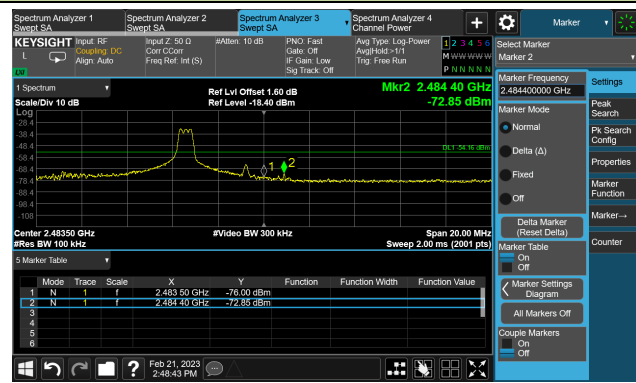 Spectrum Analyzer 1
Swept SA
Spectrum Analyzer 2
Swept SA
Spectrum Analyzer 3
Swept SA
Spectrum Analyzer 4
Channel Power
Marker
KEYSIGHT
L
Input: RF
Coupling: DC
Align: Auto
Input Z: 50 Ω
Corr CCorr
Freq Ref: Int (S)
#Atten: 10 dB
PNO: Fast
Gate: Off
IF Gain: Low
Sig Track: Off
Avg Type: Log-Power
Avg|Hold:>1/1
Trig: Free Run
1 2 3 4 5 6
M W W W W W
P N N N N N
Select Marker
Marker 2
1 Spectrum
Scale/Div 10 dB
Ref Lvl Offset 1.60 dB
Ref Level -18.40 dBm
Mkr2 2.484 40 GHz
-72.85 dBm
Log
-28.4
-38.4
-48.4
-58.4
-68.4
-78.4
-88.4
-98.4
-108
DL1 -54.16 dBm
1
2
Center 2.48350 GHz
#Res BW 100 kHz
#Video BW 300 kHz
Span 20.00 MHz
Sweep 2.00 ms (2001 pts)
5 Marker Table
Mode Trace Scale X Y Function Function Width Function Value
1 N 1 f 2.483 50 GHz -76.00 dBm
2 N 1 f 2.484 40 GHz -72.85 dBm
3
4
5
6
Marker Frequency
2.484400000 GHz
Marker Mode
Normal
Delta (Δ)
Fixed
Off
Delta Marker
(Reset Delta)
Marker Table
On
Off
Marker Settings
Diagram
All Markers Off
Couple Markers
On
Off
Settings
Peak
Search
Pk Search
Config
Properties
Marker
Function
Marker→
Counter
?
Feb 21, 2023
2:48:43 PM